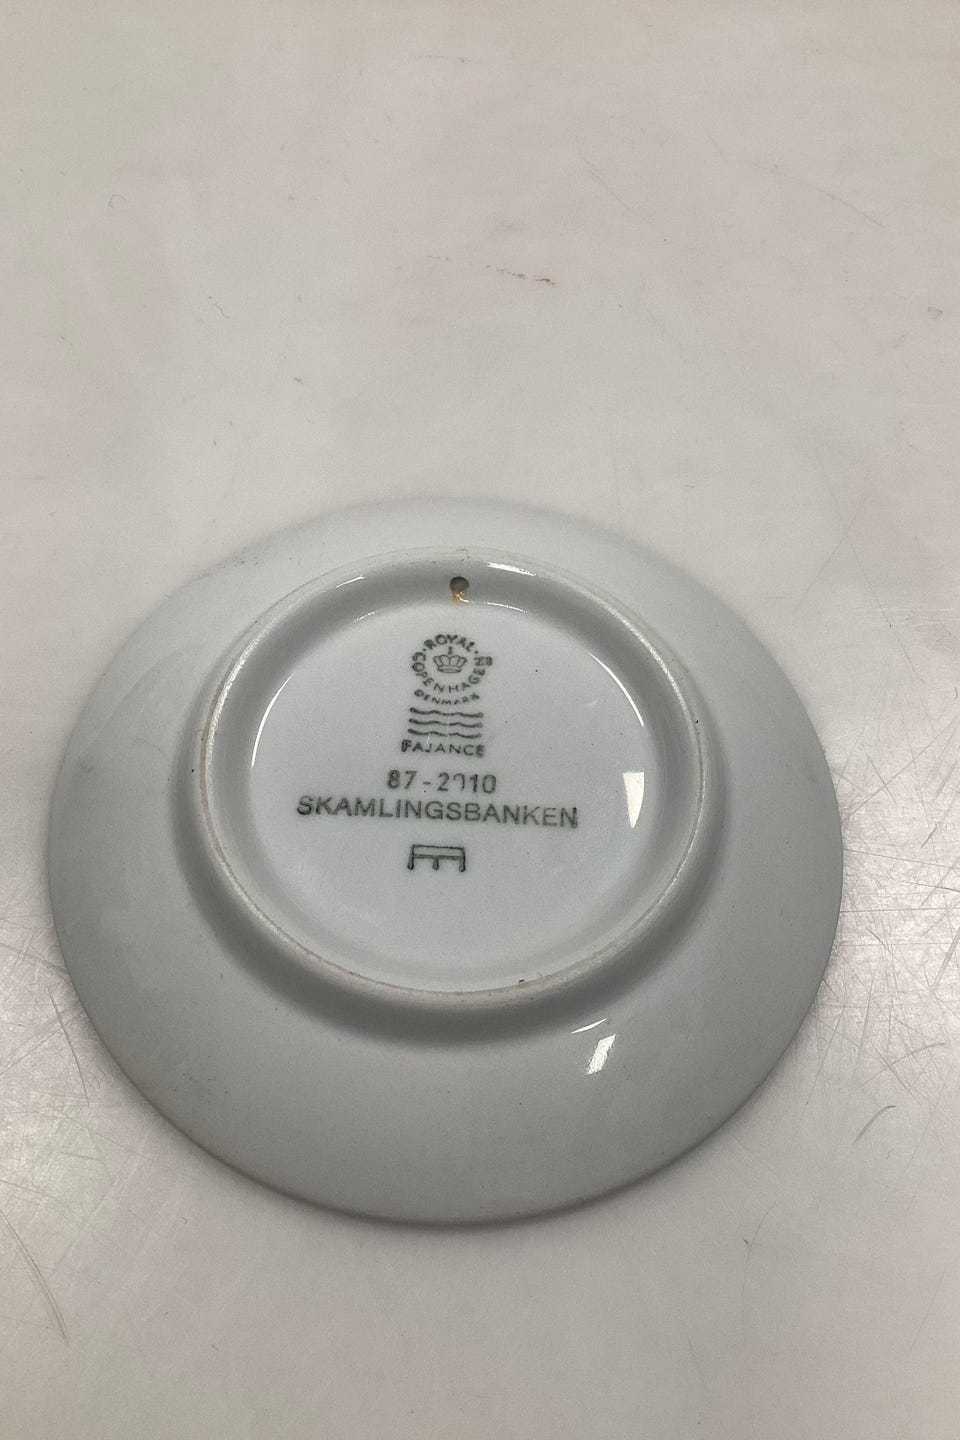 ROYAL COPENHAGEN
DENMARK
FAJANCE
87-2010
SKAMLINGSBANKEN